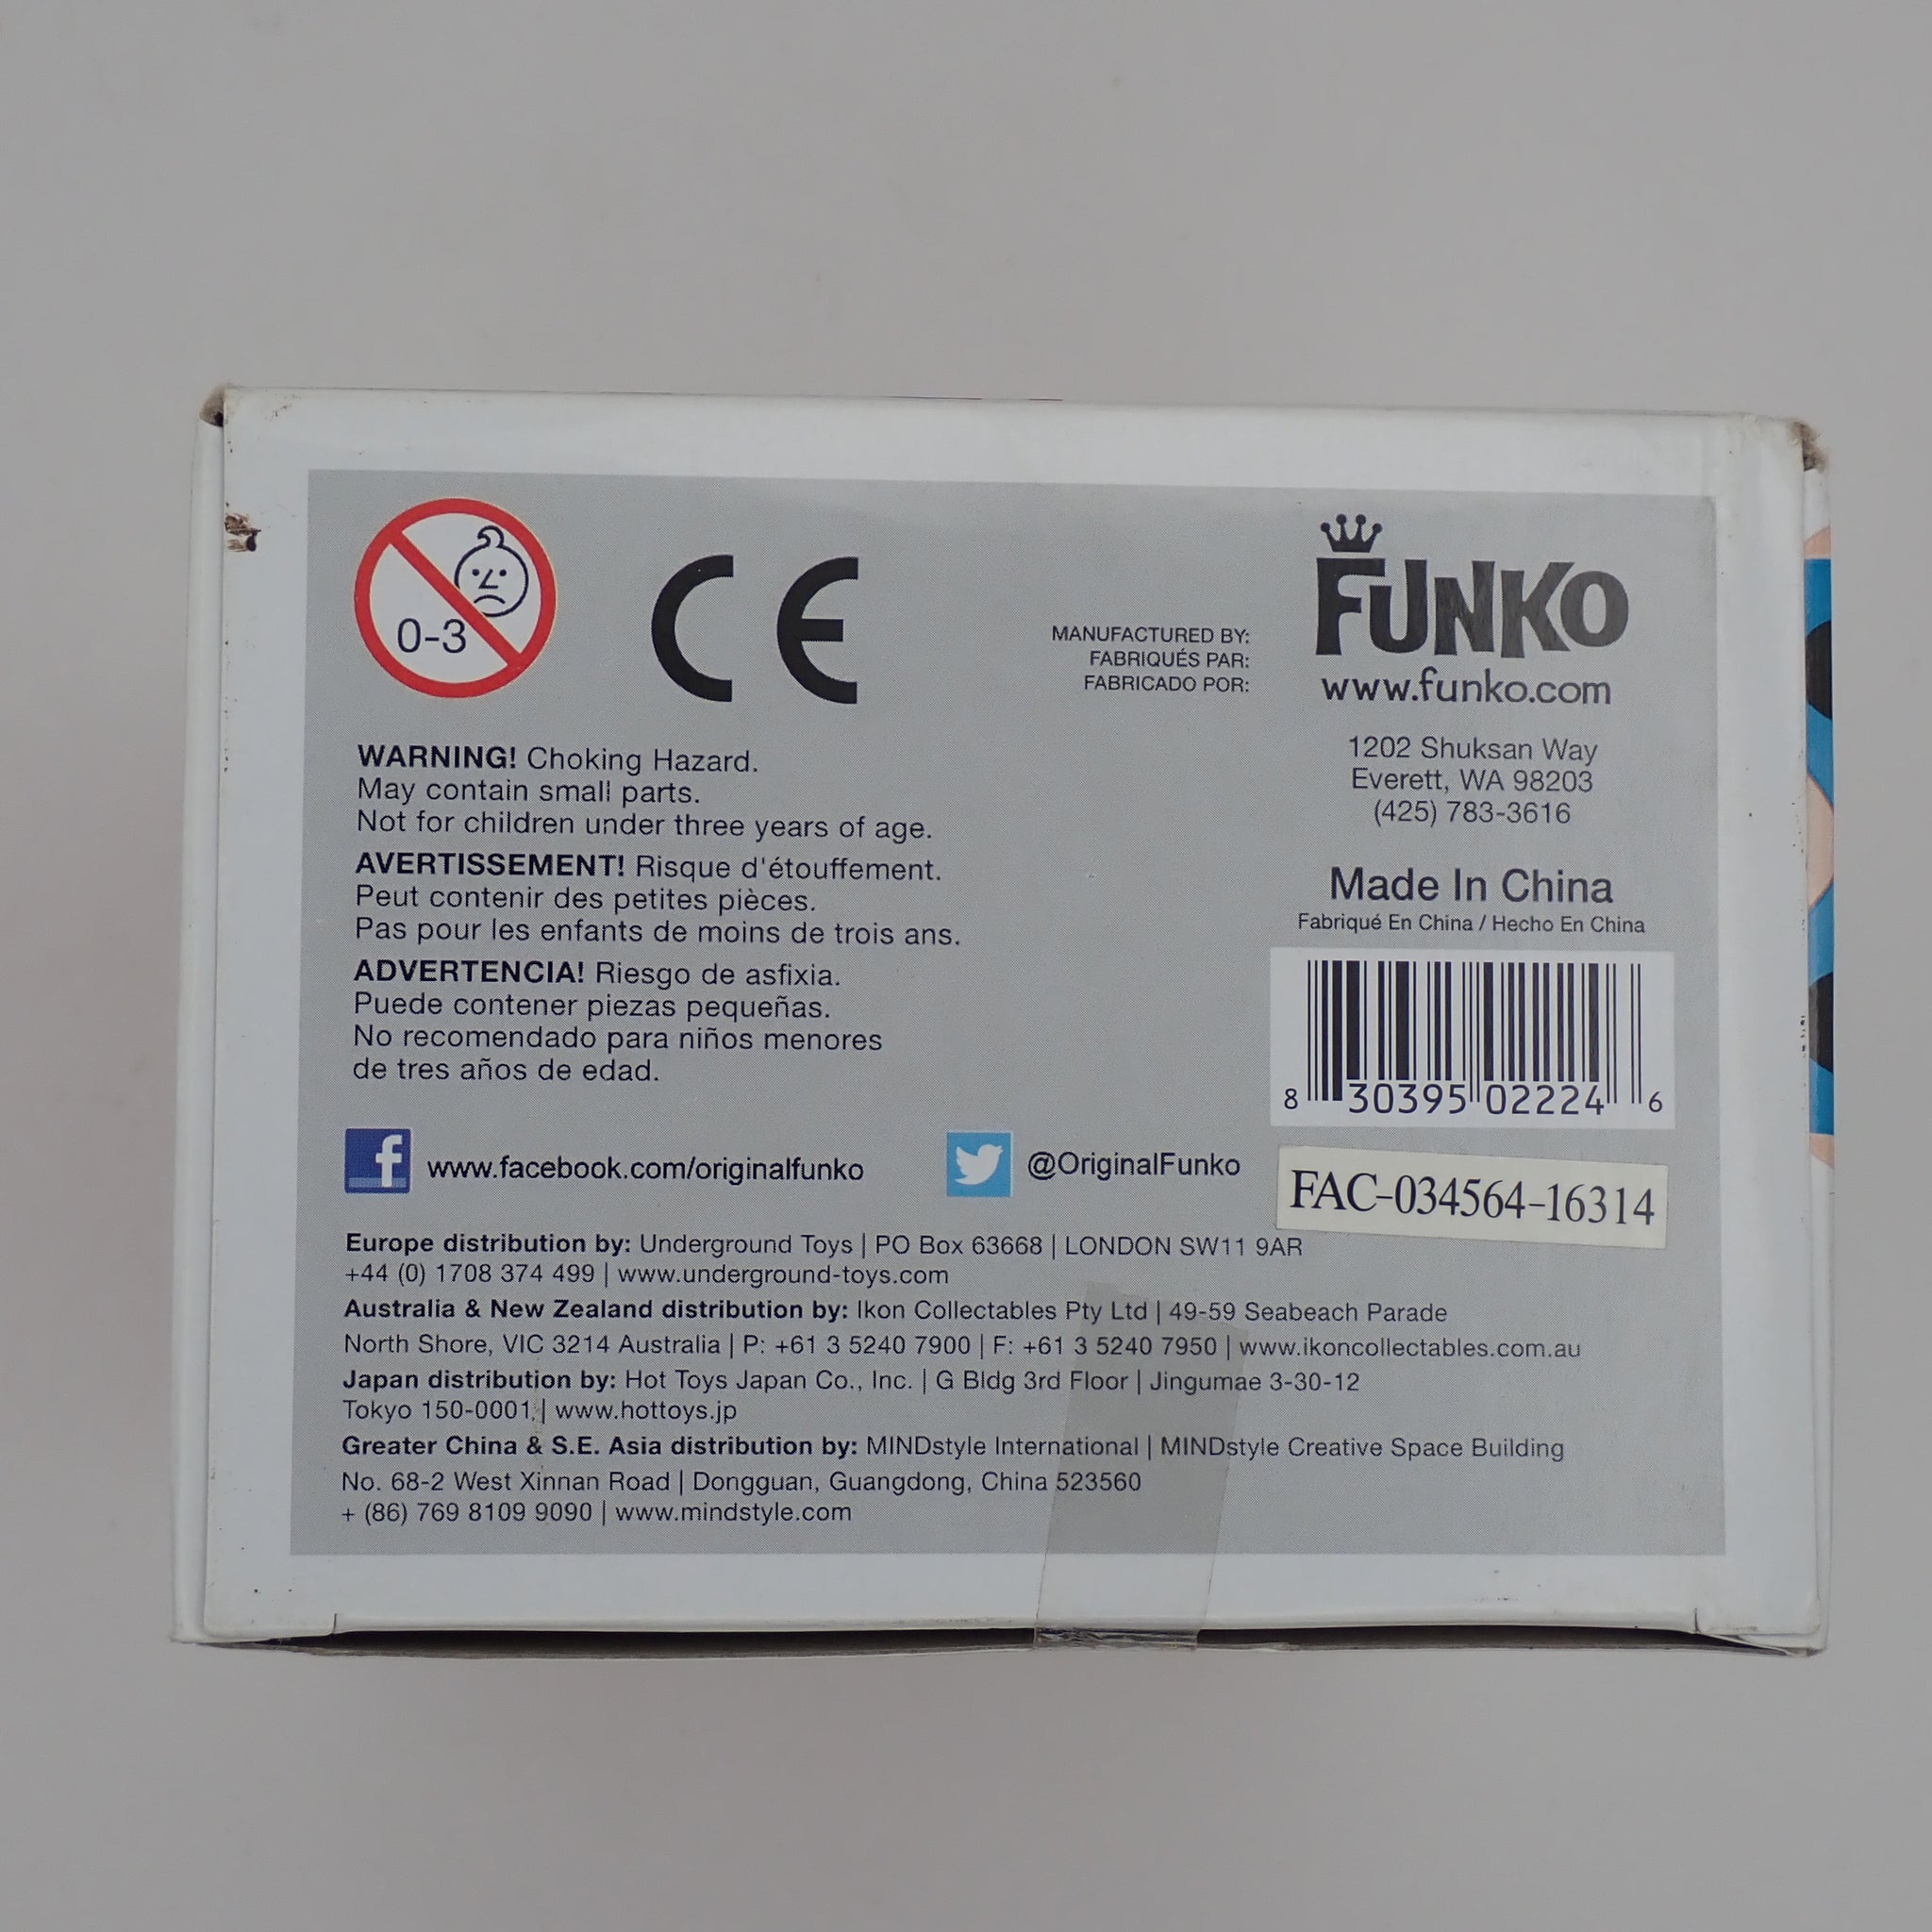 0-3
CE
MANUFACTURED BY:
FABRIQUÉS PAR:
FABRICADO POR:
FUNKO
www.funko.com
1202 Shuksan Way
Everett, WA 98203
(425) 783-3616
Made In China
Fabriqué En China / Hecho En China
8 30395 02224 6
FAC-034564-16314
WARNING! Choking Hazard.
May contain small parts.
Not for children under three years of age.
AVERTISSEMENT! Risque d'étouffement.
Peut contenir des petites pièces.
Pas pour les enfants de moins de trois ans.
ADVERTENCIA! Riesgo de asfixia.
Puede contener piezas pequeñas.
No recomendado para niños menores
de tres años de edad.
f www.facebook.com/originalfunko
@OriginalFunko
Europe distribution by: Underground Toys | PO Box 63668 | LONDON SW11 9AR
+44 (0) 1708 374 499 | www.underground-toys.com
Australia & New Zealand distribution by: Ikon Collectables Pty Ltd | 49-59 Seabeach Parade
North Shore, VIC 3214 Australia | P: +61 3 5240 7900 | F: +61 3 5240 7950 | www.ikoncollectables.com.au
Japan distribution by: Hot Toys Japan Co., Inc. | G Bldg 3rd Floor | Jingumae 3-30-12
Tokyo 150-0001, | www.hottoys.jp
Greater China & S.E. Asia distribution by: MINDstyle International | MINDstyle Creative Space Building
No. 68-2 West Xinnan Road | Dongguan, Guangdong, China 523560
+ (86) 769 8109 9090 | www.mindstyle.com